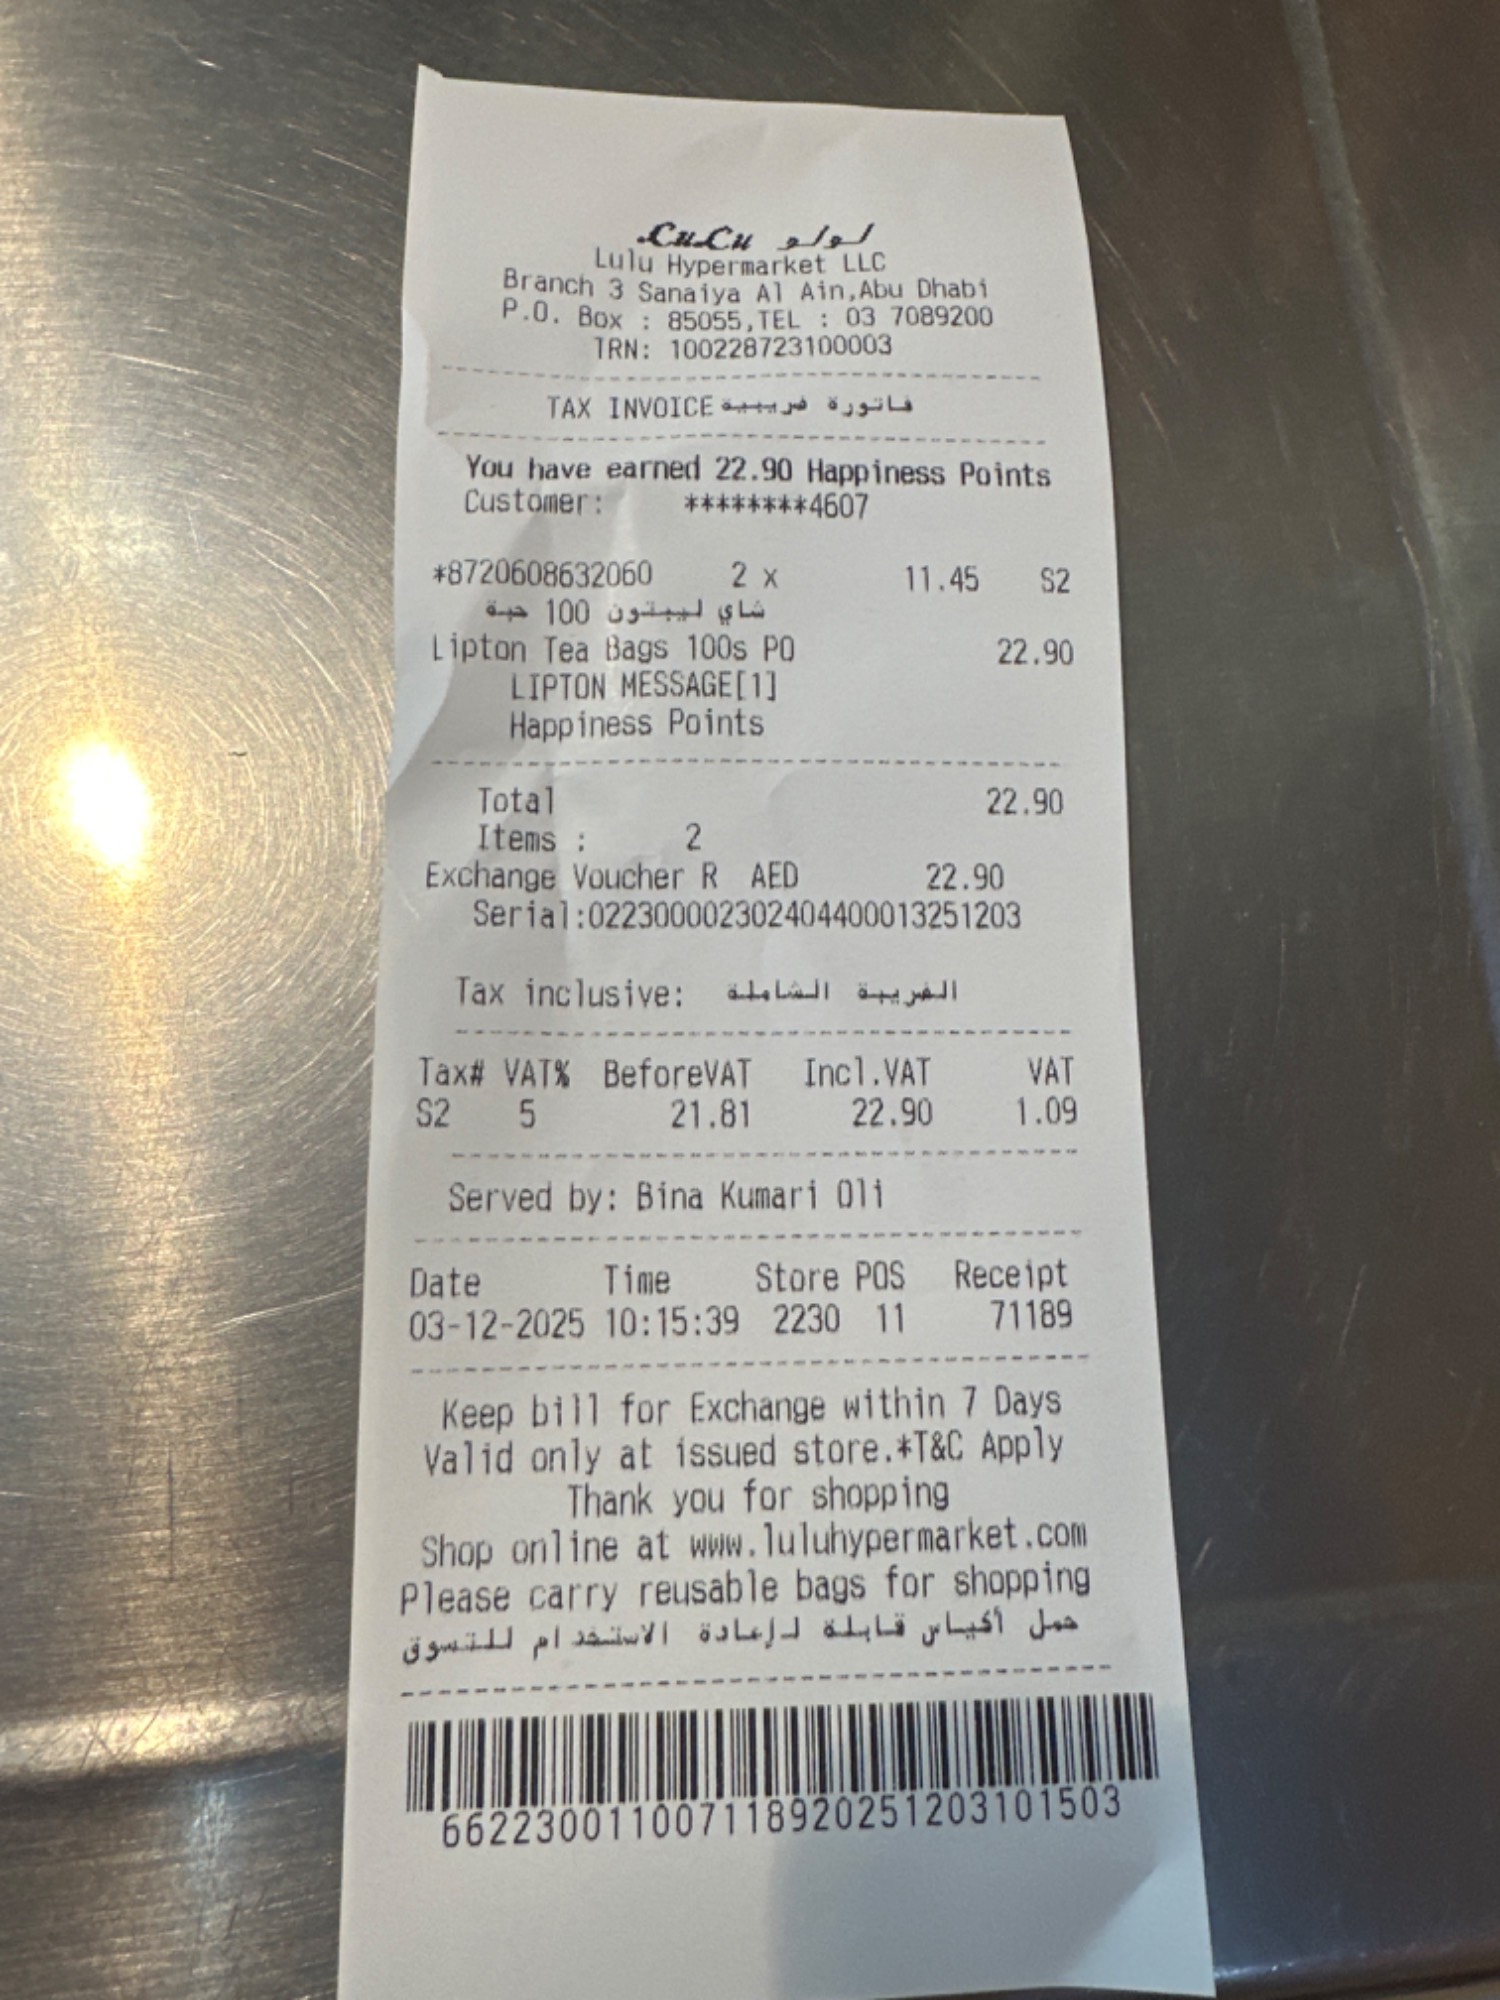 LuLu لولو
Lulu Hypermarket LLC
Branch 3 Sanaiya Al Ain,Abu Dhabi
P.O. Box : 85055,TEL : 03 7089200
TRN: 100228723100003
TAX INVOICE فاتورة ضريبية
You have earned 22.90 Happiness Points
Customer: ********4607
*8720608632060 2 x 11.45 S2
شاي ليبتون 100 حبة
Lipton Tea Bags 100s PO 22.90
LIPTON MESSAGE[1]
Happiness Points
Total 22.90
Items : 2
Exchange Voucher R AED 22.90
Serial:022300002302404400013251203
Tax inclusive: الضريبة الشاملة
Tax# VAT% BeforeVAT Incl.VAT VAT
S2 5 21.81 22.90 1.09
Served by: Bina Kumari Oli
Date Time Store POS Receipt
03-12-2025 10:15:39 2230 11 71189
Keep bill for Exchange within 7 Days
Valid only at issued store.*T&C Apply
Thank you for shopping
Shop online at www.luluhypermarket.com
Please carry reusable bags for shopping
حمل أكياس قابلة لإعادة الاستخدام للتسوق
662230011007118920251203101503